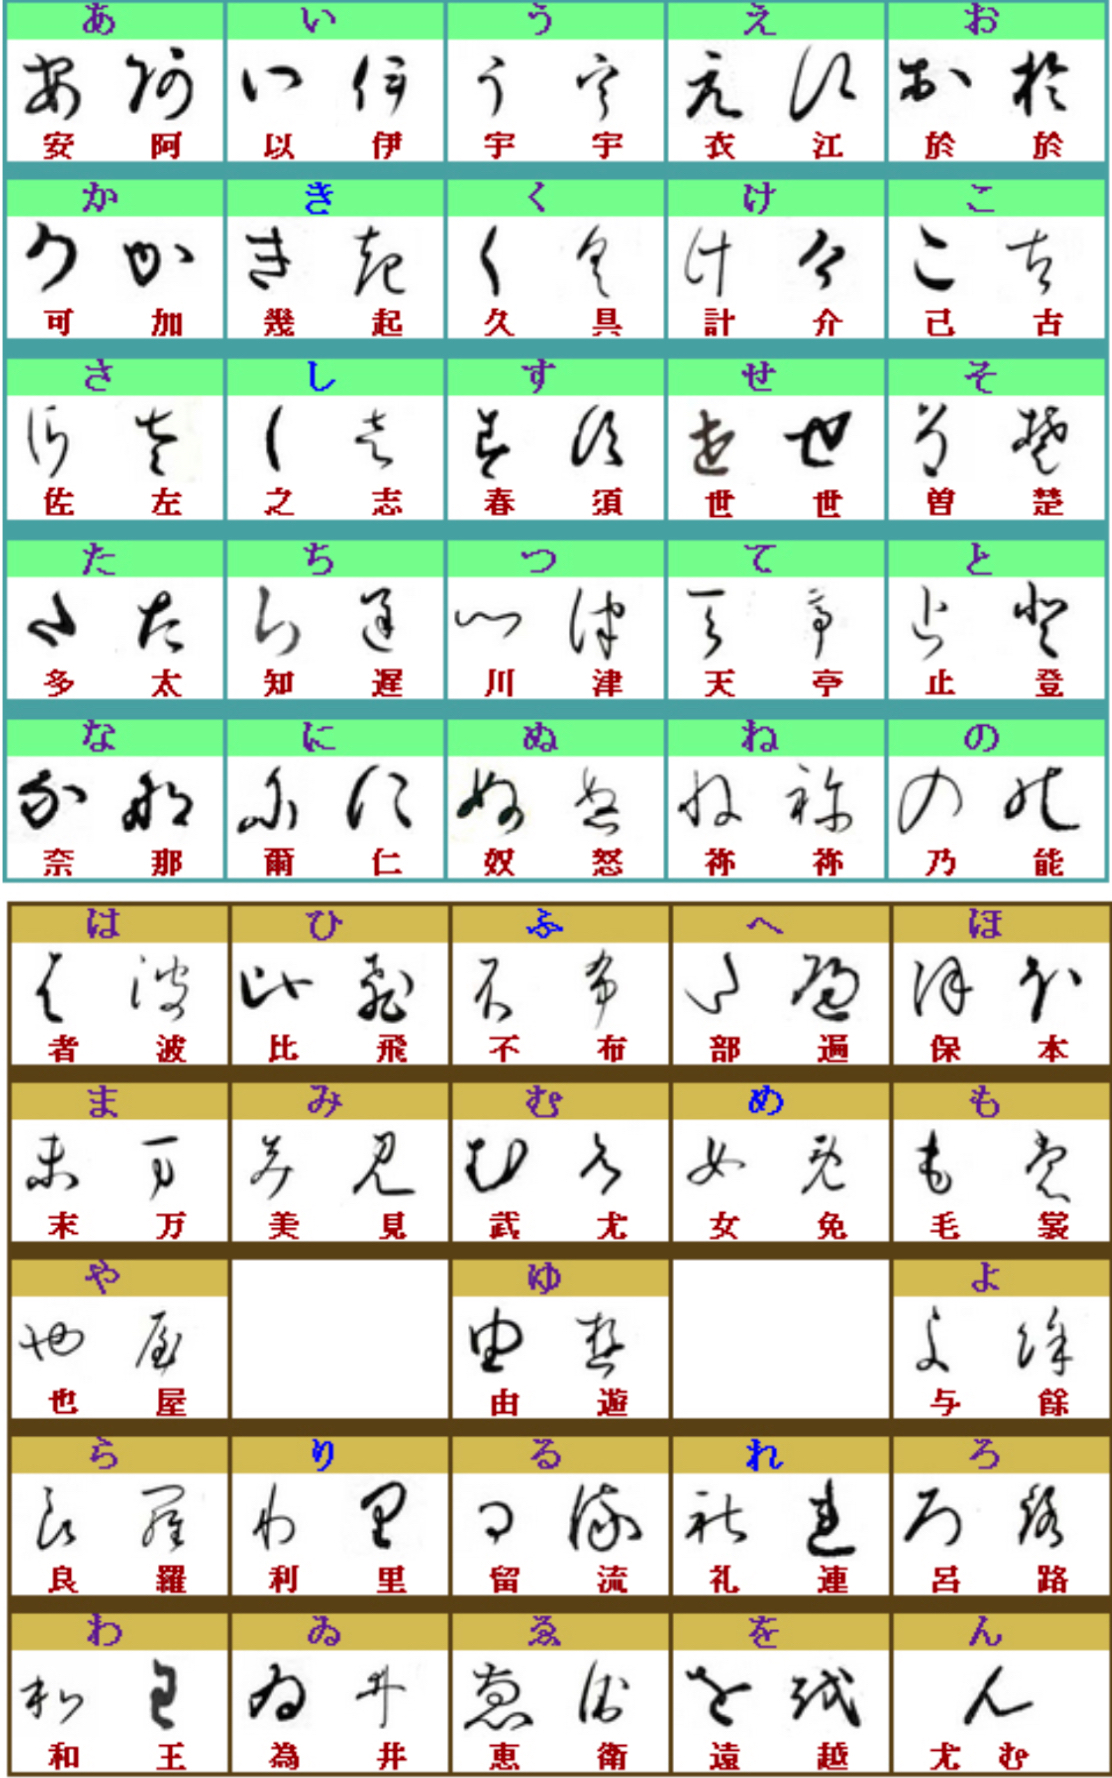 あ い う え お
安 阿 以 伊 宇 宇 衣 江 於 於
か き く け こ
可 加 幾 起 久 具 計 介 己 古
さ し す せ そ
佐 左 之 志 春 須 世 世 曽 楚
た ち つ て と
多 太 知 遅 川 津 天 亭 止 登
な に ぬ ね の
奈 那 爾 仁 奴 怒 祢 祢 乃 能
は ひ ふ へ ほ
者 波 比 飛 不 布 部 遍 保 本
ま み む め も
末 万 美 見 武 尤 女 免 毛 裳
や ゆ よ
也 屋 由 遊 与 餘
ら り る れ ろ
良 羅 利 里 留 流 礼 連 呂 路
わ ゐ ゑ を ん
和 王 為 井 恵 衛 遠 越 尤 む